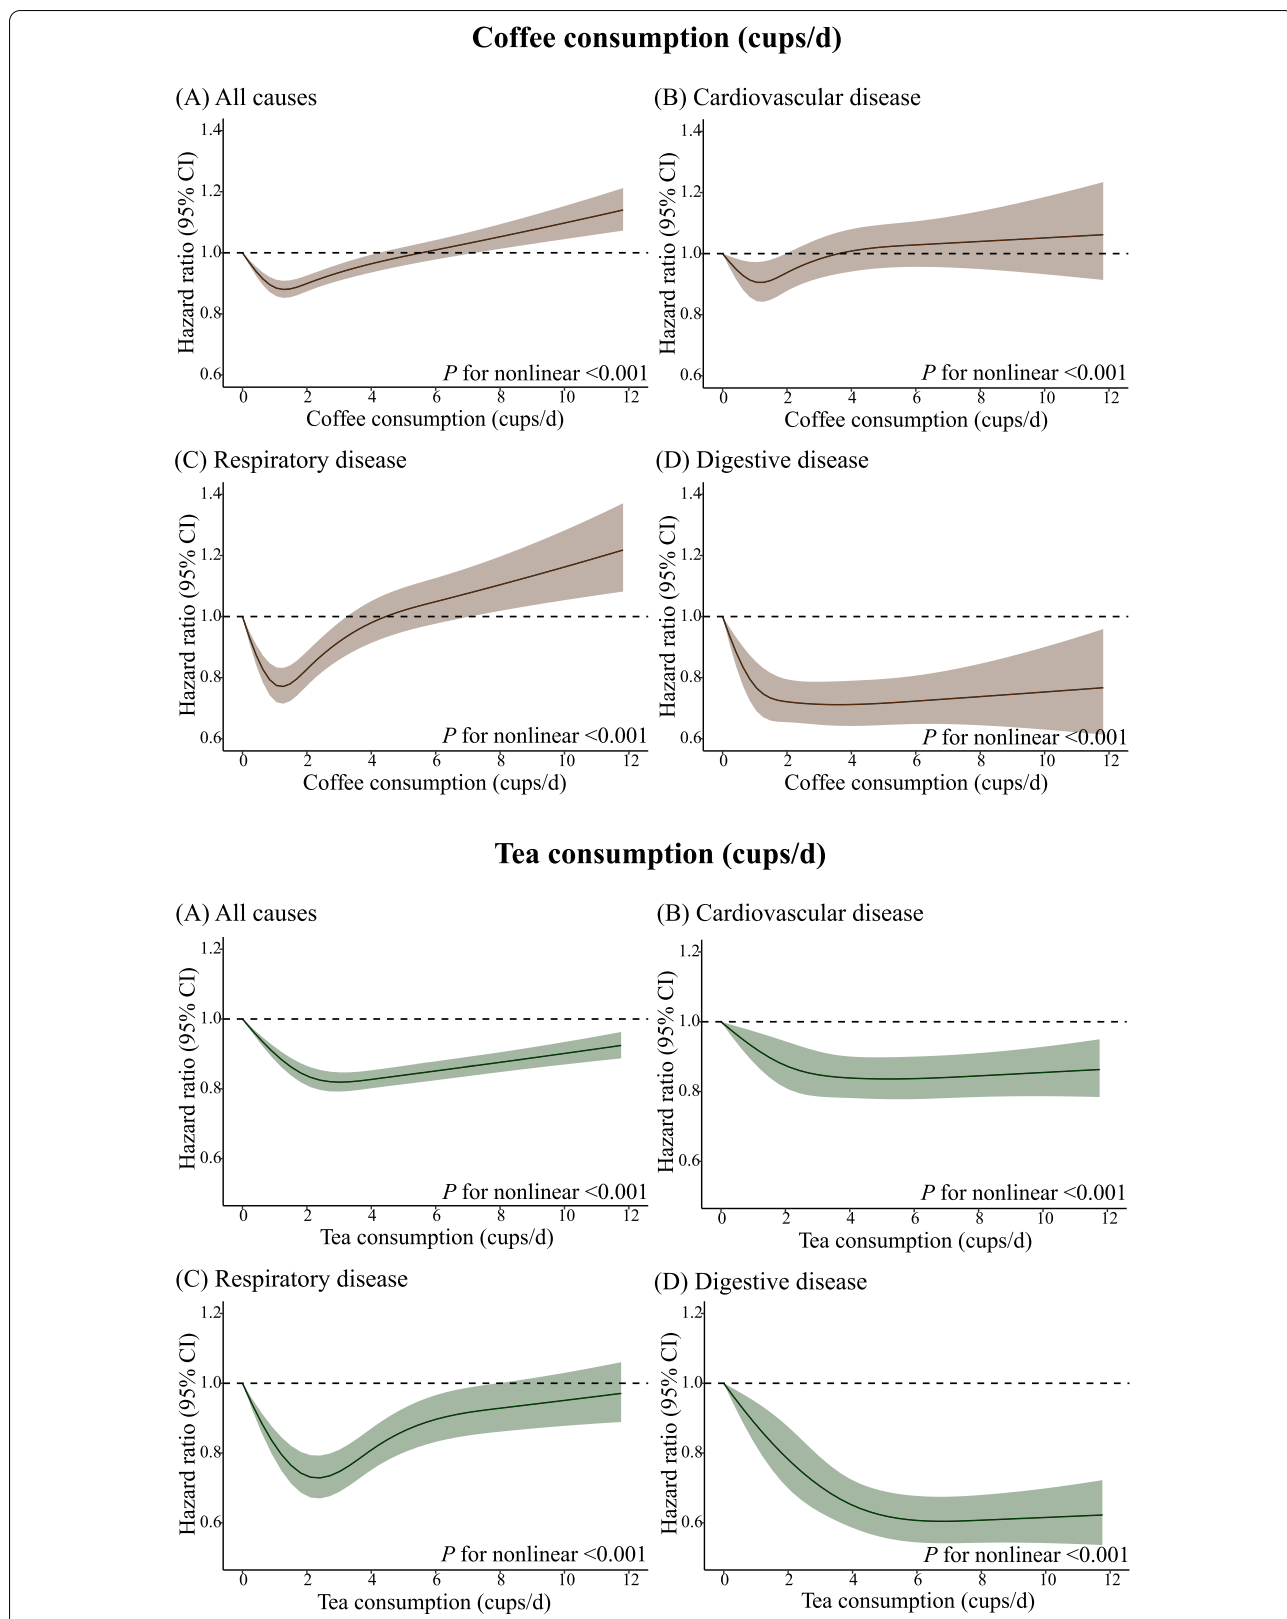 Coffee consumption (cups/d)
(A) All causes
Hazard ratio (95% CI)
1.4
1.2
1.0
0.8
0.6
P for nonlinear <0.001
0 2 4 6 8 10 12
Coffee consumption (cups/d)
(B) Cardiovascular disease
Hazard ratio (95% CI)
1.4
1.2
1.0
0.8
0.6
P for nonlinear <0.001
0 2 4 6 8 10 12
Coffee consumption (cups/d)
(C) Respiratory disease
Hazard ratio (95% CI)
1.4
1.2
1.0
0.8
0.6
P for nonlinear <0.001
0 2 4 6 8 10 12
Coffee consumption (cups/d)
(D) Digestive disease
Hazard ratio (95% CI)
1.4
1.2
1.0
0.8
0.6
P for nonlinear <0.001
0 2 4 6 8 10 12
Coffee consumption (cups/d)
Tea consumption (cups/d)
(A) All causes
Hazard ratio (95% CI)
1.2
1.0
0.8
0.6
P for nonlinear <0.001
0 2 4 6 8 10 12
Tea consumption (cups/d)
(B) Cardiovascular disease
Hazard ratio (95% CI)
1.2
1.0
0.8
0.6
P for nonlinear <0.001
0 2 4 6 8 10 12
Tea consumption (cups/d)
(C) Respiratory disease
Hazard ratio (95% CI)
1.2
1.0
0.8
0.6
P for nonlinear <0.001
0 2 4 6 8 10 12
Tea consumption (cups/d)
(D) Digestive disease
Hazard ratio (95% CI)
1.2
1.0
0.8
0.6
P for nonlinear <0.001
0 2 4 6 8 10 12
Tea consumption (cups/d)